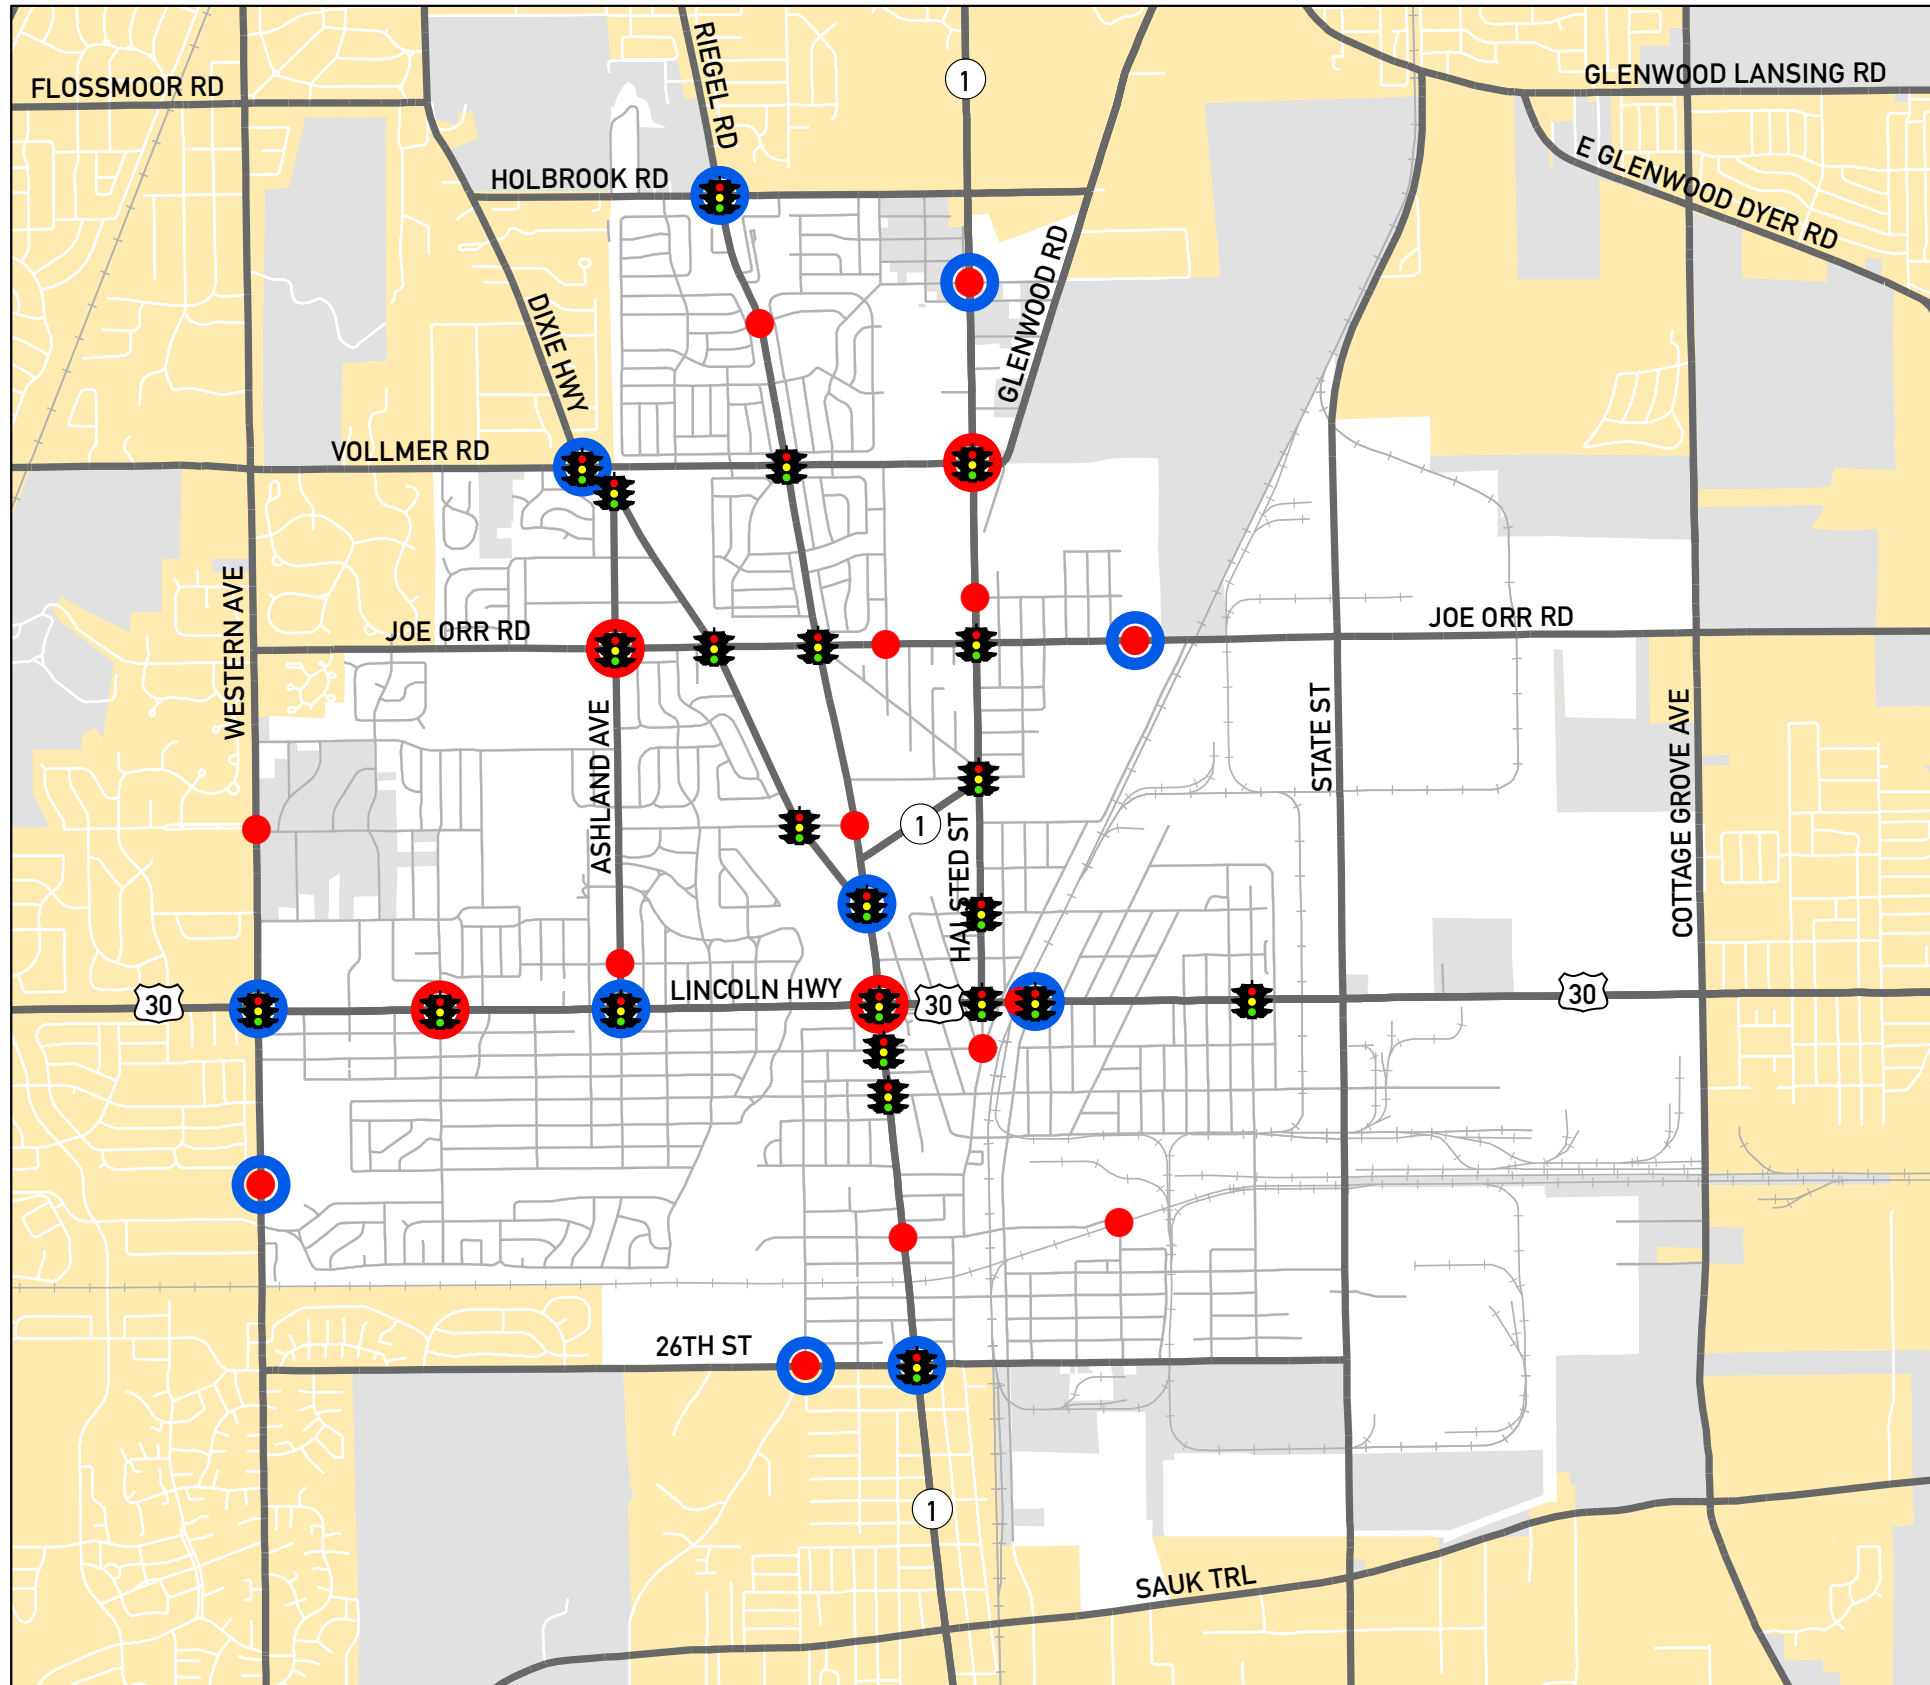 FLOSSMOOR RD
RIEGEL RD
1
GLENWOOD LANSING RD
E GLENWOOD DYER RD
HOLBROOK RD
GLENWOOD RD
DIXIE HWY
VOLLMER RD
WESTERN AVE
JOE ORR RD
JOE ORR RD
ASHLAND AVE
STATE ST
COTTAGE GROVE AVE
1
HALSTED ST
30
LINCOLN HWY
30
30
26TH ST
1
SAUK TRL